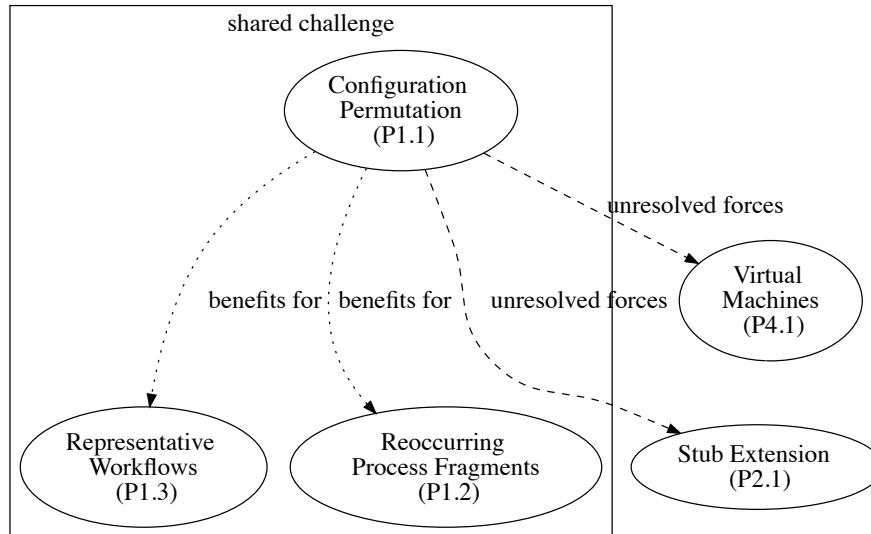 shared challenge
Configuration
Permutation
(P1.1)
unresolved forces
Virtual
Machines
(P4.1)
benefits for
benefits for
unresolved forces
Representative
Workflows
(P1.3)
Reoccurring
Process Fragments
(P1.2)
Stub Extension
(P2.1)